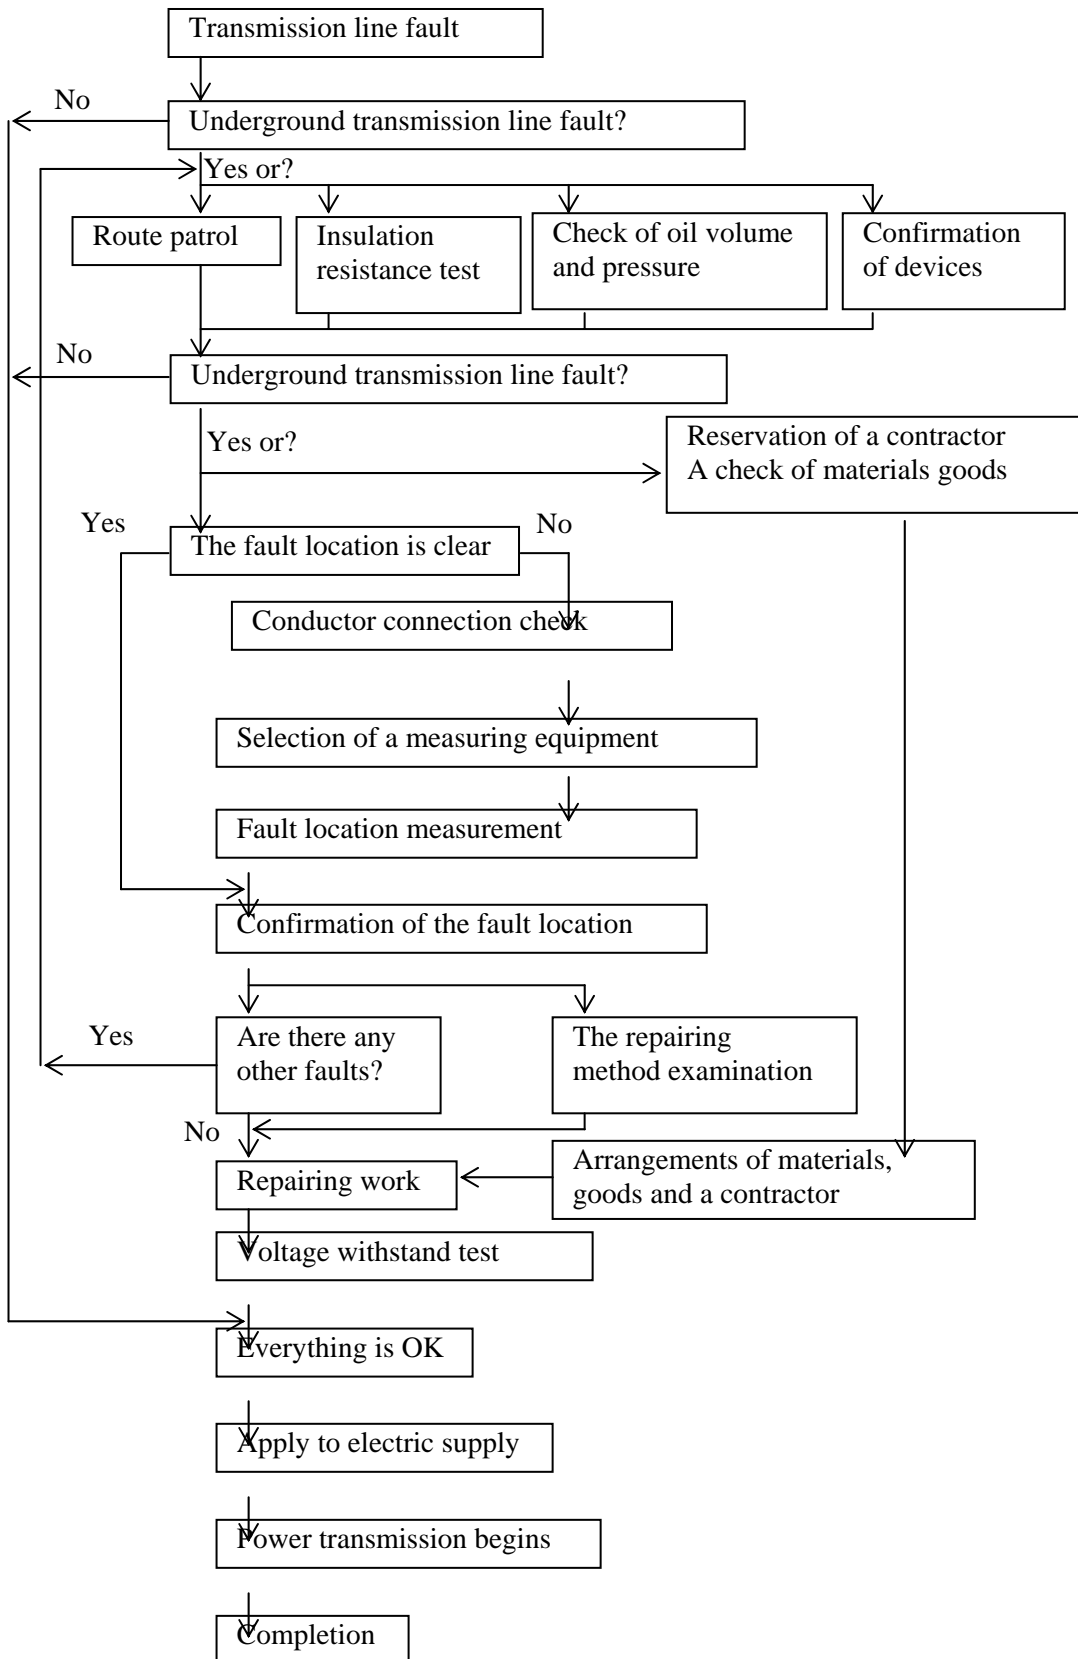 Transmission line fault
No
Underground transmission line fault?
Yes or?
Route patrol
Insulation
resistance test
Check of oil volume
and pressure
Confirmation
of devices
No
Underground transmission line fault?
Yes or?
Reservation of a contractor
A check of materials goods
Yes
No
The fault location is clear
Conductor connection check
Selection of a measuring equipment
Fault location measurement
Confirmation of the fault location
Yes
Are there any
other faults?
The repairing
method examination
No
Repairing work
Arrangements of materials,
goods and a contractor
Voltage withstand test
Everything is OK
Apply to electric supply
Power transmission begins
Completion